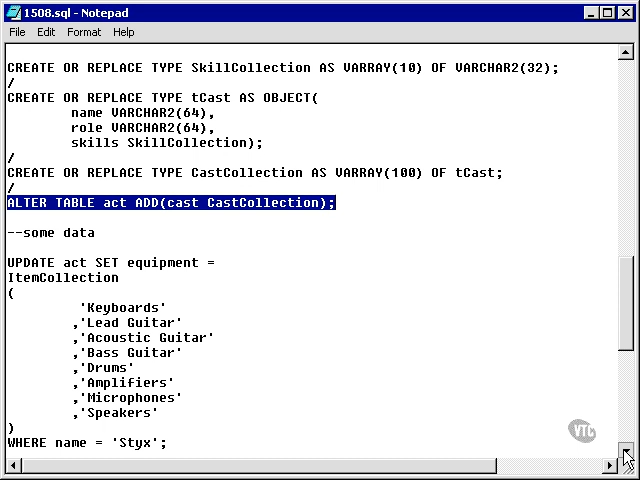 1508.sql - Notepad
File Edit Format Help
CREATE OR REPLACE TYPE SkillCollection AS VARRAY(10) OF VARCHAR2(32);
/
CREATE OR REPLACE TYPE tCast AS OBJECT(
name VARCHAR2(64),
role VARCHAR2(64),
skills SkillCollection);
/
CREATE OR REPLACE TYPE CastCollection AS VARRAY(100) OF tCast;
/
ALTER TABLE act ADD(cast CastCollection);
--some data
UPDATE act SET equipment =
ItemCollection
(
'Keyboards'
,'Lead Guitar'
,'Acoustic Guitar'
,'Bass Guitar'
,'Drums'
,'Amplifiers'
,'Microphones'
,'Speakers'
)
WHERE name = 'Styx';
VTC